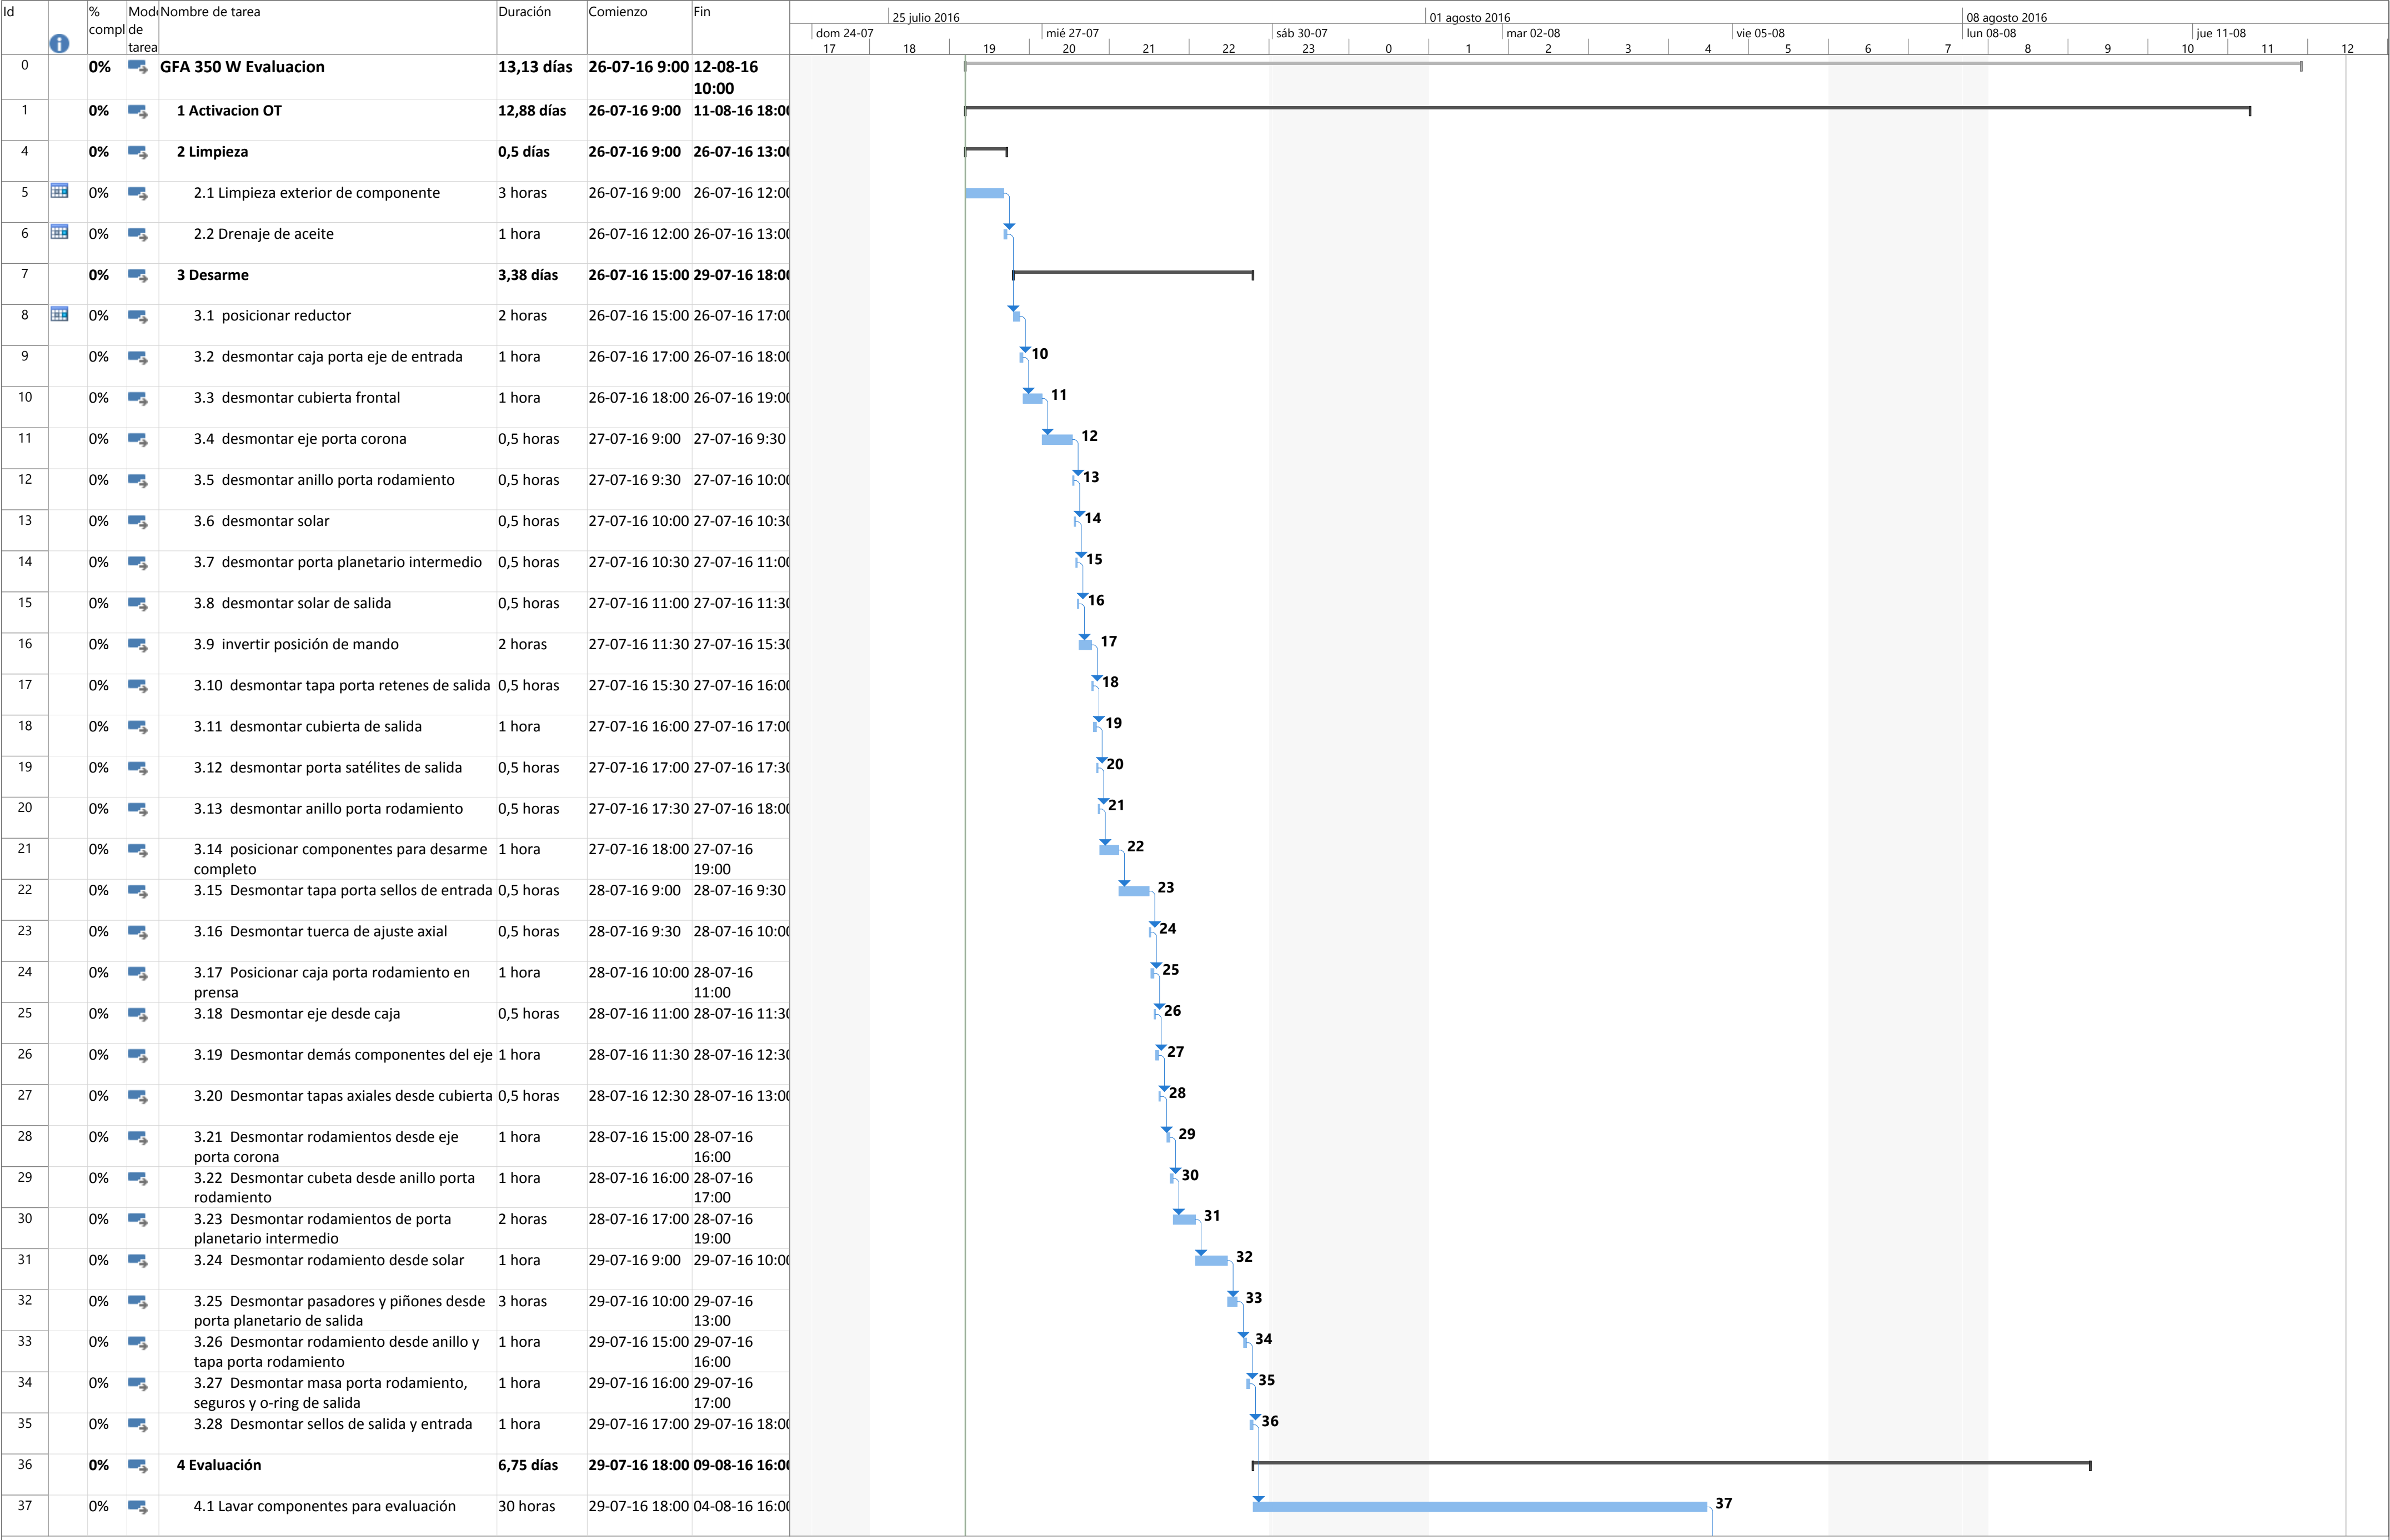 Id % compl Modo de tarea Nombre de tarea Duración Comienzo Fin
25 julio 2016 01 agosto 2016 08 agosto 2016
dom 24-07 mié 27-07 sáb 30-07 mar 02-08 vie 05-08 lun 08-08 jue 11-08
17 18 19 20 21 22 23 0 1 2 3 4 5 6 7 8 9 10 11 12
0 0% GFA 350 W Evaluacion 13,13 días 26-07-16 9:00 12-08-16
10:00
1 0% 1 Activacion OT 12,88 días 26-07-16 9:00 11-08-16 18:00
4 0% 2 Limpieza 0,5 días 26-07-16 9:00 26-07-16 13:00
5 0% 2.1 Limpieza exterior de componente 3 horas 26-07-16 9:00 26-07-16 12:00
6 0% 2.2 Drenaje de aceite 1 hora 26-07-16 12:00 26-07-16 13:00
7 0% 3 Desarme 3,38 días 26-07-16 15:00 29-07-16 18:00
8 0% 3.1 posicionar reductor 2 horas 26-07-16 15:00 26-07-16 17:00
9 0% 3.2 desmontar caja porta eje de entrada 1 hora 26-07-16 17:00 26-07-16 18:00 10
10 0% 3.3 desmontar cubierta frontal 1 hora 26-07-16 18:00 26-07-16 19:00 11
11 0% 3.4 desmontar eje porta corona 0,5 horas 27-07-16 9:00 27-07-16 9:30 12
12 0% 3.5 desmontar anillo porta rodamiento 0,5 horas 27-07-16 9:30 27-07-16 10:00 13
13 0% 3.6 desmontar solar 0,5 horas 27-07-16 10:00 27-07-16 10:30 14
14 0% 3.7 desmontar porta planetario intermedio 0,5 horas 27-07-16 10:30 27-07-16 11:00 15
15 0% 3.8 desmontar solar de salida 0,5 horas 27-07-16 11:00 27-07-16 11:30 16
16 0% 3.9 invertir posición de mando 2 horas 27-07-16 11:30 27-07-16 15:30 17
17 0% 3.10 desmontar tapa porta retenes de salida 0,5 horas 27-07-16 15:30 27-07-16 16:00 18
18 0% 3.11 desmontar cubierta de salida 1 hora 27-07-16 16:00 27-07-16 17:00 19
19 0% 3.12 desmontar porta satélites de salida 0,5 horas 27-07-16 17:00 27-07-16 17:30 20
20 0% 3.13 desmontar anillo porta rodamiento 0,5 horas 27-07-16 17:30 27-07-16 18:00 21
21 0% 3.14 posicionar componentes para desarme 1 hora 27-07-16 18:00 27-07-16 22
completo 19:00
22 0% 3.15 Desmontar tapa porta sellos de entrada 0,5 horas 28-07-16 9:00 28-07-16 9:30 23
23 0% 3.16 Desmontar tuerca de ajuste axial 0,5 horas 28-07-16 9:30 28-07-16 10:00 24
24 0% 3.17 Posicionar caja porta rodamiento en 1 hora 28-07-16 10:00 28-07-16 25
prensa 11:00
25 0% 3.18 Desmontar eje desde caja 0,5 horas 28-07-16 11:00 28-07-16 11:30 26
26 0% 3.19 Desmontar demás componentes del eje 1 hora 28-07-16 11:30 28-07-16 12:30 27
27 0% 3.20 Desmontar tapas axiales desde cubierta 0,5 horas 28-07-16 12:30 28-07-16 13:00 28
28 0% 3.21 Desmontar rodamientos desde eje 1 hora 28-07-16 15:00 28-07-16 29
porta corona 16:00
29 0% 3.22 Desmontar cubeta desde anillo porta 1 hora 28-07-16 16:00 28-07-16 30
rodamiento 17:00
30 0% 3.23 Desmontar rodamientos de porta 2 horas 28-07-16 17:00 28-07-16 31
planetario intermedio 19:00
31 0% 3.24 Desmontar rodamiento desde solar 1 hora 29-07-16 9:00 29-07-16 10:00 32
32 0% 3.25 Desmontar pasadores y piñones desde 3 horas 29-07-16 10:00 29-07-16 33
porta planetario de salida 13:00
33 0% 3.26 Desmontar rodamiento desde anillo y 1 hora 29-07-16 15:00 29-07-16 34
tapa porta rodamiento 16:00
34 0% 3.27 Desmontar masa porta rodamiento, 1 hora 29-07-16 16:00 29-07-16 35
seguros y o-ring de salida 17:00
35 0% 3.28 Desmontar sellos de salida y entrada 1 hora 29-07-16 17:00 29-07-16 18:00 36
36 0% 4 Evaluación 6,75 días 29-07-16 18:00 09-08-16 16:00
37 0% 4.1 Lavar componentes para evaluación 30 horas 29-07-16 18:00 04-08-16 16:00 37